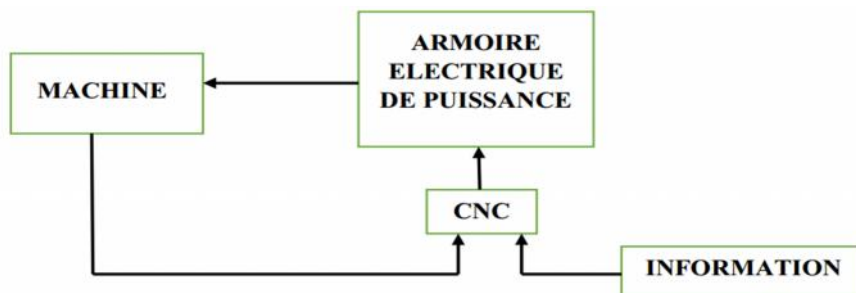 ARMOIRE
ELECTRIQUE
DE PUISSANCE
MACHINE
CNC
INFORMATION